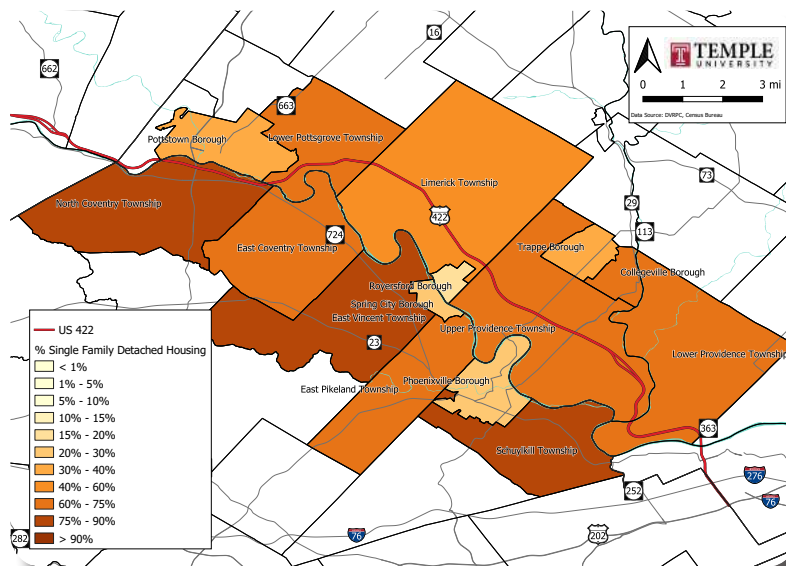 16
662
TEMPLE
UNIVERSITY
0 1 2 3 mi
Data Source: DVRPC, Census Bureau
663
Pottstown Borough
Lower Pottsgrove Township
73
Limerick Township
29
North Coventry Township
422
113
724
East Coventry Township
Trappe Borough
Collegeville Borough
Royersford Borough
Spring City Borough
East Vincent Township
Upper Providence Township
23
Lower Providence Township
Phoenixville Borough
East Pikeland Township
363
Schuylkill Township
276
252
76
76
202
282
US 422
% Single Family Detached Housing
< 1%
1% - 5%
5% - 10%
10% - 15%
15% - 20%
20% - 30%
30% - 40%
40% - 60%
60% - 75%
75% - 90%
> 90%